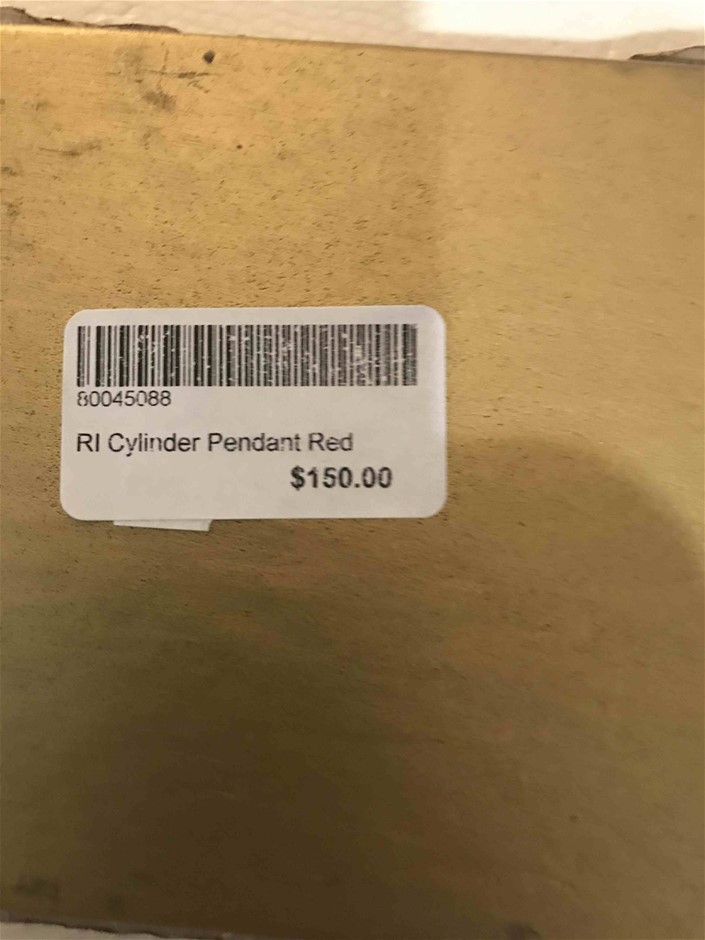 80045088
RI Cylinder Pendant Red
$150.00